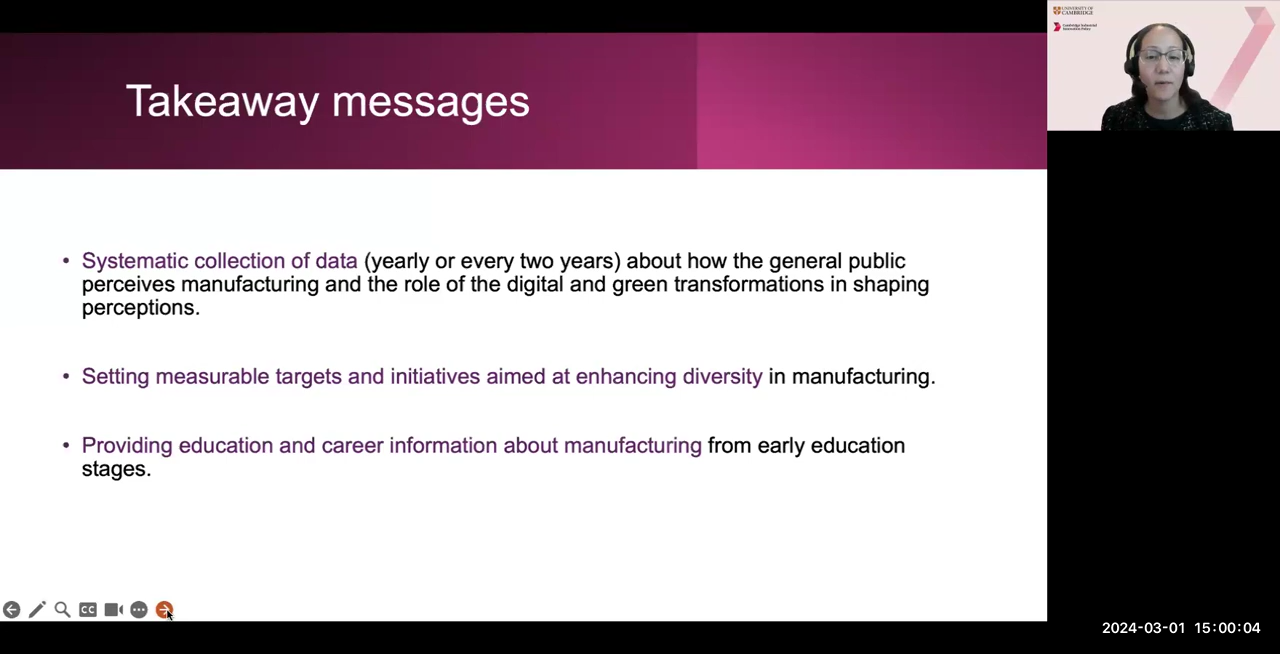 UNIVERSITY OF
CAMBRIDGE
Cambridge Industrial
Innovation Policy
Takeaway messages
• Systematic collection of data (yearly or every two years) about how the general public
perceives manufacturing and the role of the digital and green transformations in shaping
perceptions.
• Setting measurable targets and initiatives aimed at enhancing diversity in manufacturing.
• Providing education and career information about manufacturing from early education
stages.
CC
2024-03-01 15:00:04